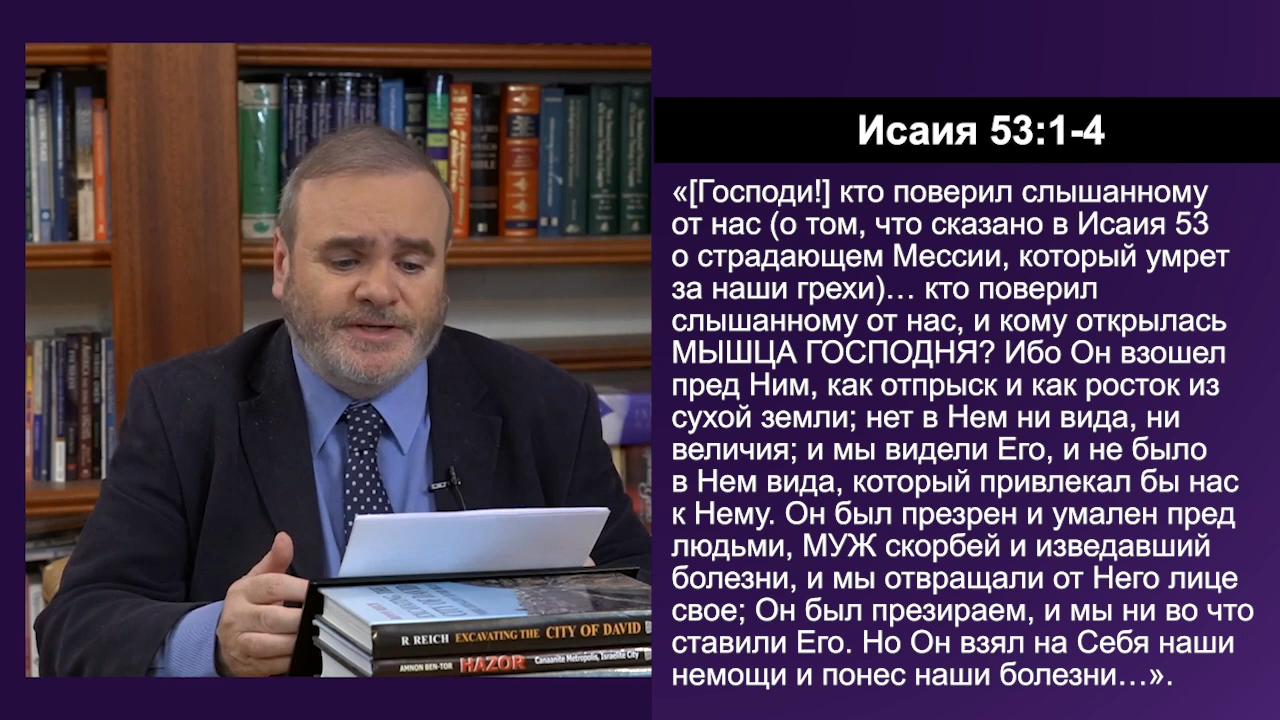 Исаия 53:1-4
«[Господи!] кто поверил слышанному
от нас (о том, что сказано в Исаия 53
о страдающем Мессии, который умрет
за наши грехи)… кто поверил
слышанному от нас, и кому открылась
МЫШЦА ГОСПОДНЯ? Ибо Он взошел
пред Ним, как отпрыск и как росток из
сухой земли; нет в Нем ни вида, ни
величия; и мы видели Его, и не было
в Нем вида, который привлекал бы нас
к Нему. Он был презрен и умален пред
людьми, МУЖ скорбей и изведавший
болезни, и мы отвращали от Него лице
свое; Он был презираем, и мы ни во что
ставили Его. Но Он взял на Себя наши
немощи и понес наши болезни…».
R REICH EXCAVATING THE CITY OF DAVID
AMNON BEN-TOR HAZOR Canaanite Metropolis, Israelite City